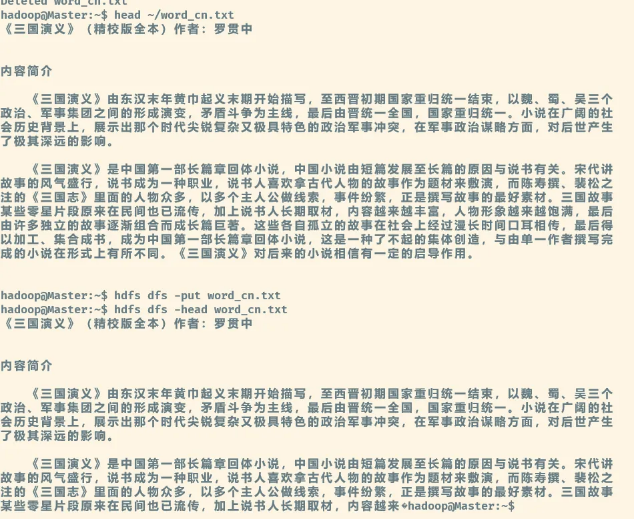 Deleted word_cn.txt
hadoop@Master:~$ head ~/word_cn.txt
《三国演义》（精校版全本）作者：罗贯中
内容简介
《三国演义》由东汉末年黄巾起义末期开始描写，至西晋初期国家重归统一结束，以魏、蜀、吴三个
政治、军事集团之间的形成演变，矛盾斗争为主线，最后由晋统一全国，国家重归统一。小说在广阔的社
会历史背景上，展示出那个时代尖锐复杂又极具特色的政治军事冲突，在军事政治谋略方面，对后世产生
了极其深远的影响。
《三国演义》是中国第一部长篇章回体小说，中国小说由短篇发展至长篇的原因与说书有关。宋代讲
故事的风气盛行，说书成为一种职业，说书人喜欢拿古代人物的故事作为题材来敷演，而陈寿撰、裴松之
注的《三国志》里面的人物众多，以多个主人公做线索，事件纷繁，正是撰写故事的最好素材。三国故事
某些零星片段原来在民间也已流传，加上说书人长期取材，内容越来越丰富，人物形象越来越饱满，最后
由许多独立的故事逐渐组合而成长篇巨著。这些各自孤立的故事在社会上经过漫长时间口耳相传，最后得
以加工、集合成书，成为中国第一部长篇章回体小说，这是一种了不起的集体创造，与由单一作者撰写完
成的小说在形式上有所不同。《三国演义》对后来的小说相信有一定的启导作用。
hadoop@Master:~$ hdfs dfs -put word_cn.txt
hadoop@Master:~$ hdfs dfs -head word_cn.txt
《三国演义》（精校版全本）作者：罗贯中
内容简介
《三国演义》由东汉末年黄巾起义末期开始描写，至西晋初期国家重归统一结束，以魏、蜀、吴三个
政治、军事集团之间的形成演变，矛盾斗争为主线，最后由晋统一全国，国家重归统一。小说在广阔的社
会历史背景上，展示出那个时代尖锐复杂又极具特色的政治军事冲突，在军事政治谋略方面，对后世产生
了极其深远的影响。
《三国演义》是中国第一部长篇章回体小说，中国小说由短篇发展至长篇的原因与说书有关。宋代讲
故事的风气盛行，说书成为一种职业，说书人喜欢拿古代人物的故事作为题材来敷演，而陈寿撰、裴松之
注的《三国志》里面的人物众多，以多个主人公做线索，事件纷繁，正是撰写故事的最好素材。三国故事
某些零星片段原来在民间也已流传，加上说书人长期取材，内容越来�hadoop@Master:~$